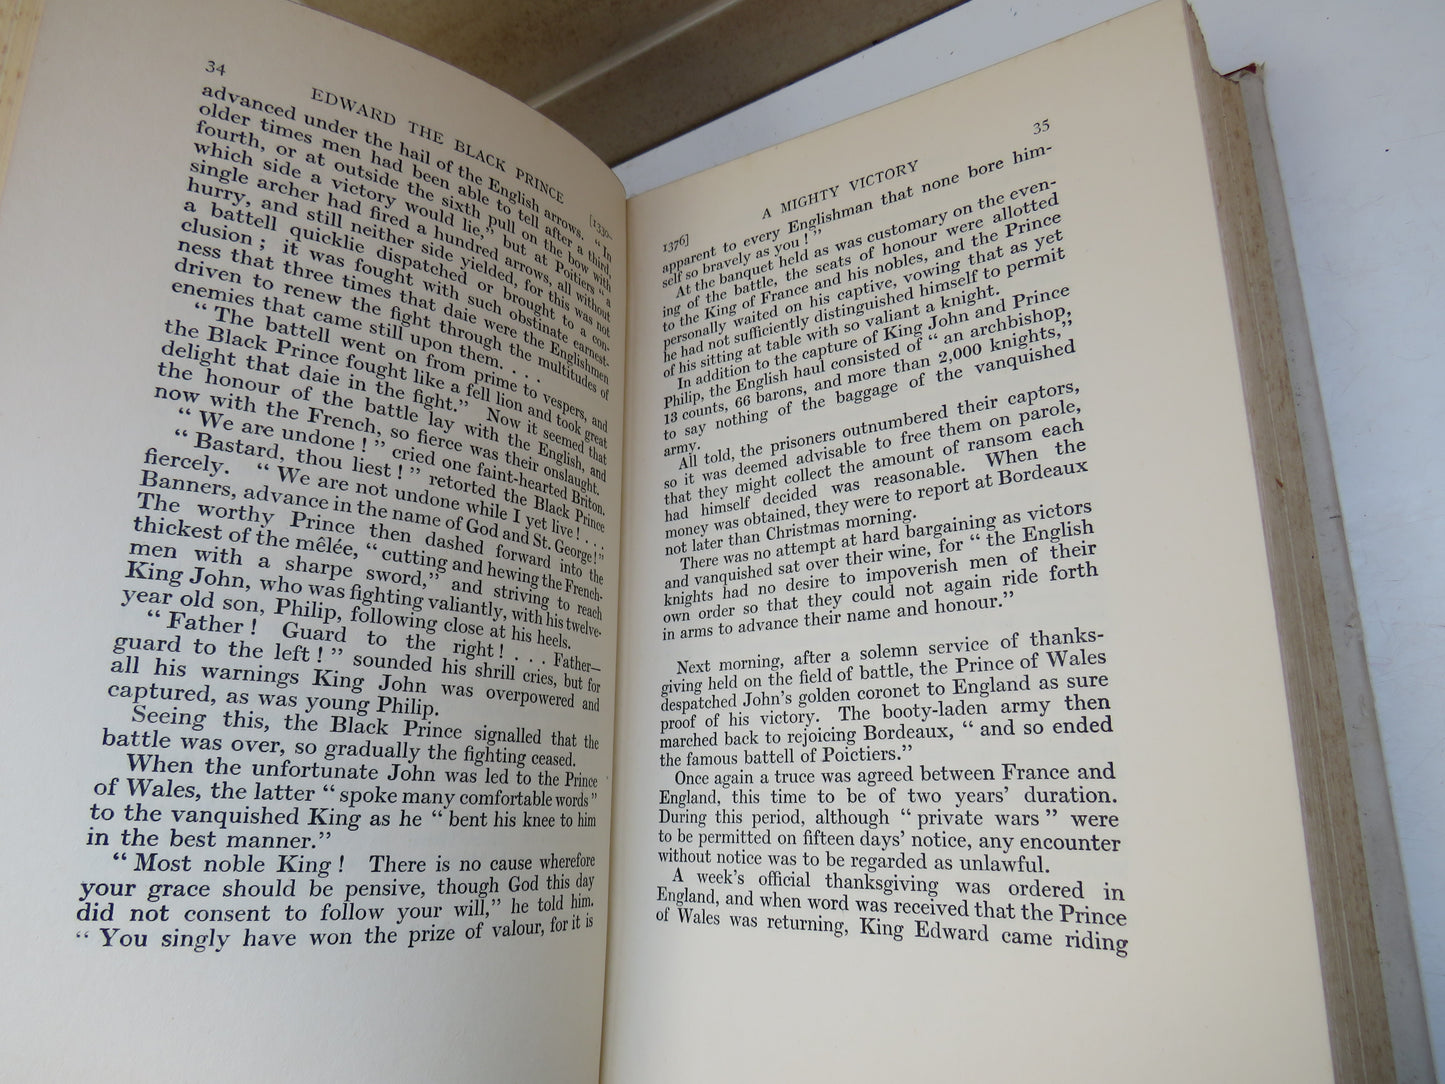 34
EDWARD THE BLACK PRINCE
[1330–
advanced under the hail of the English arrows. “In
older times men had been able to tell after a third,
fourth, or at outside the sixth pull on the bow with
which side a victory would lie,” but at Poitiers “a
single archer had fired a hundred arrows, all without
hurry, and still neither side yielded, for this was not
a battell quicklie dispatched or brought to a con-
clusion; it was fought with such obstinate earnest-
ness that three times that daie were the Englishmen
driven to renew the fight through the multitudes of
enemies that came still upon them. . . .
“The battell went on from prime to vespers, and
the Black Prince fought like a fell lion and took great
delight that daie in the fight.” Now it seemed that
the honour of the battle lay with the English, and
now with the French, so fierce was their onslaught.
“We are undone!” cried one faint-hearted Briton.
“Bastard, thou liest!” retorted the Black Prince
fiercely. “We are not undone while I yet live! . . .
Banners, advance in the name of God and St. George!”
The worthy Prince then dashed forward into the
thickest of the mêlée, “cutting and hewing the French-
men with a sharpe sword,” and striving to reach
King John, who was fighting valiantly, with his twelve-
year old son, Philip, following close at his heels.
“Father! Guard to the right! . . . Father—
guard to the left!” sounded his shrill cries, but for
all his warnings King John was overpowered and
captured, as was young Philip.
Seeing this, the Black Prince signalled that the
battle was over, so gradually the fighting ceased.
When the unfortunate John was led to the Prince
of Wales, the latter “spoke many comfortable words”
to the vanquished King as he “bent his knee to him
in the best manner.”
“Most noble King! There is no cause wherefore
your grace should be pensive, though God this day
did not consent to follow your will,” he told him.
“You singly have won the prize of valour, for it is
35
A MIGHTY VICTORY
1376]
apparent to every Englishman that none bore him-
self so bravely as you!”
At the banquet held as was customary on the even-
ing of the battle, the seats of honour were allotted
to the King of France and his nobles, and the Prince
personally waited on his captive, vowing that as yet
he had not sufficiently distinguished himself to permit
of his sitting at table with so valiant a knight.
In addition to the capture of King John and Prince
Philip, the English haul consisted of “an archbishop,
13 counts, 66 barons, and more than 2,000 knights,”
to say nothing of the baggage of the vanquished
army.
All told, the prisoners outnumbered their captors,
so it was deemed advisable to free them on parole,
that they might collect the amount of ransom each
had himself decided was reasonable. When the
money was obtained, they were to report at Bordeaux
not later than Christmas morning.
There was no attempt at hard bargaining as victors
and vanquished sat over their wine, for “the English
knights had no desire to impoverish men of their
own order so that they could not again ride forth
in arms to advance their name and honour.”
Next morning, after a solemn service of thanks-
giving held on the field of battle, the Prince of Wales
despatched John’s golden coronet to England as sure
proof of his victory. The booty-laden army then
marched back to rejoicing Bordeaux, “and so ended
the famous battell of Poictiers.”
Once again a truce was agreed between France and
England, this time to be of two years’ duration.
During this period, although “private wars” were
to be permitted on fifteen days’ notice, any encounter
without notice was to be regarded as unlawful.
A week’s official thanksgiving was ordered in
England, and when word was received that the Prince
of Wales was returning, King Edward came riding